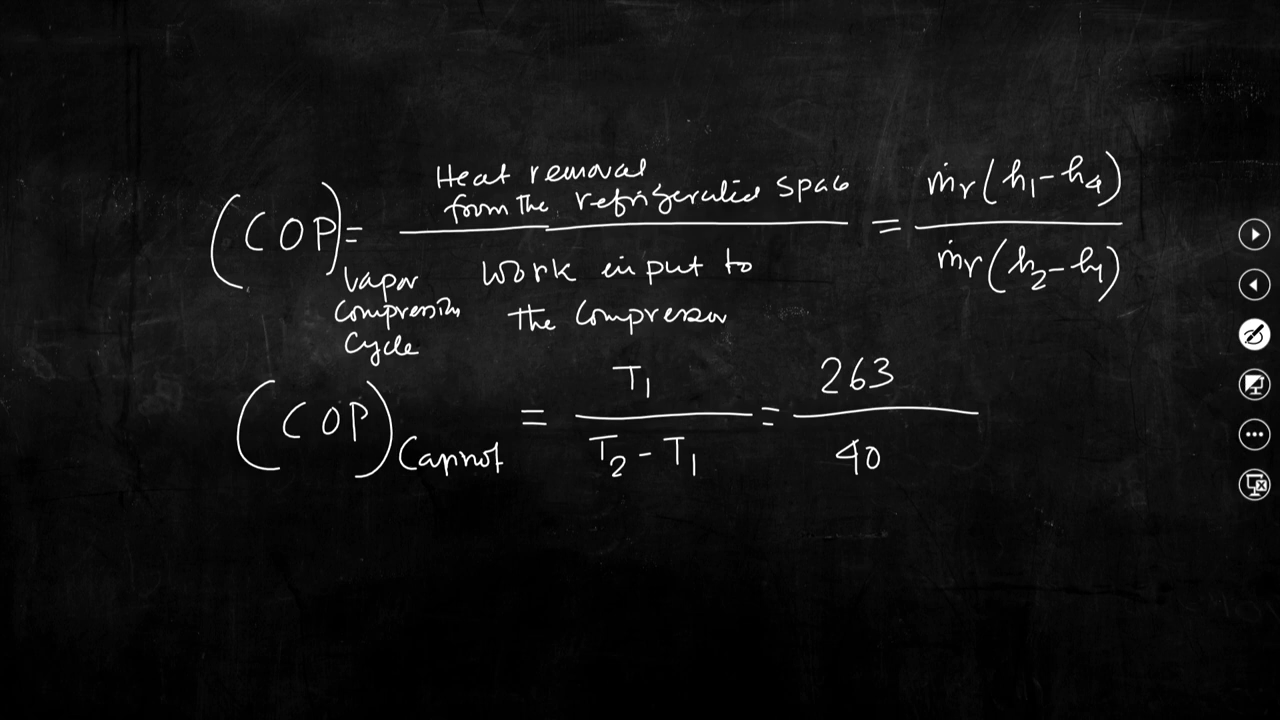 Heat removal
from the refrigerated space
(COP) = ──── = ṁr(h1-h4) / ṁr(h2-h1)
Vapor work input to
Compression the Compressor
Cycle
(COP)Carnot = T1 / T2 - T1 = 263 / 40